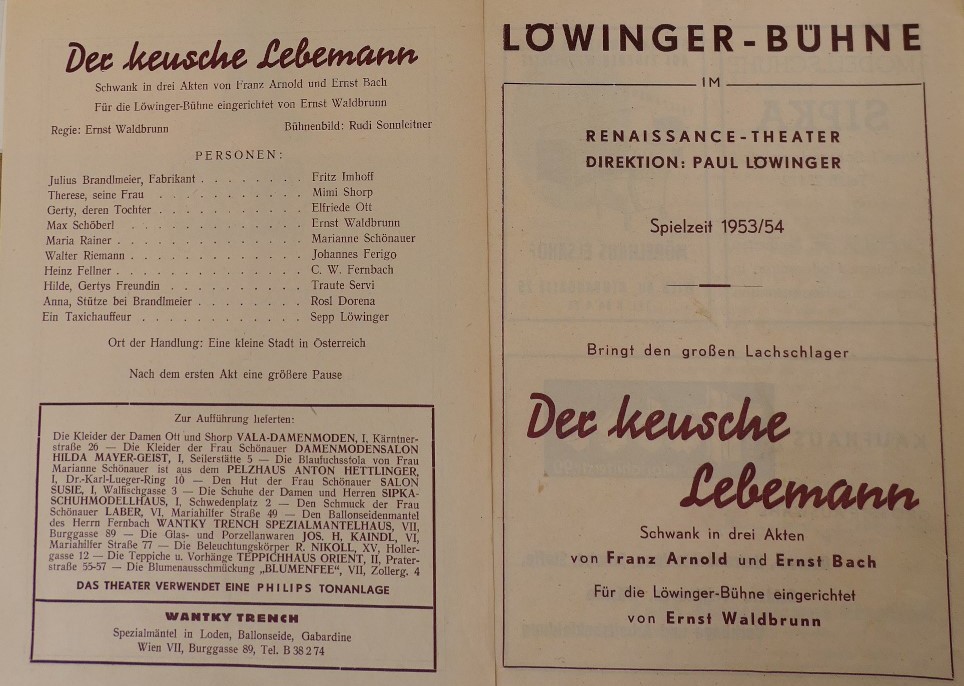 Der keusche Lebemann
Schwank in drei Akten von Franz Arnold und Ernst Bach
Für die Löwinger-Bühne eingerichtet von Ernst Waldbrunn
Regie: Ernst Waldbrunn Bühnenbild: Rudi Sonnleitner
PERSONEN:
Julius Brandlmeier, Fabrikant . . . . . . . . Fritz Imhoff
Therese, seine Frau . . . . . . . . . . . Mimi Shorp
Gerty, deren Tochter . . . . . . . . . . . Elfriede Ott
Max Schöberl . . . . . . . . . . . . Ernst Waldbrunn
Maria Rainer . . . . . . . . . . . . . Marianne Schönauer
Walter Riemann . . . . . . . . . . . . Johannes Ferigo
Heinz Fellner . . . . . . . . . . . . . C. W. Fernbach
Hilde, Gertys Freundin . . . . . . . . . . Traute Servi
Anna, Stütze bei Brandlmeier . . . . . . . . Rosl Dorena
Ein Taxichauffeur . . . . . . . . . . . . Sepp Löwinger
Ort der Handlung: Eine kleine Stadt in Österreich
Nach dem ersten Akt eine größere Pause
Zur Aufführung lieferten:
Die Kleider der Damen Ott und Shorp VALA-DAMENMODEN, I, Kärntner-
straße 26 — Die Kleider der Frau Schönauer DAMENMODENSALON
HILDA MAYER-GEIST, I, Seilerstätte 5 — Die Blaufuchsstola von Frau
Marianne Schönauer ist aus dem PELZHAUS ANTON HETTLINGER,
I, Dr.-Karl-Lueger-Ring 10 — Den Hut der Frau Schönauer SALON
SUSIE, I, Walfischgasse 3 — Die Schuhe der Damen und Herren SIPKA-
SCHUHMODELLHAUS, I, Schwedenplatz 2 — Den Schmuck der Frau
Schönauer LABER, VI, Mariahilfer Straße 49 — Den Ballonseidenmantel
des Herrn Fernbach WANTKY TRENCH SPEZIALMANTELHAUS, VII,
Burggasse 89 — Die Glas- und Porzellanwaren JOS. H. KAINDL, VI,
Mariahilfer Straße 77 — Die Beleuchtungskörper R. NIKOLL, XV, Holler-
gasse 12 — Die Teppiche u. Vorhänge TEPPICHHAUS ORIENT, II, Prater-
straße 55-57 — Die Blumenausschmückung „BLUMENFEE“, VII, Zollerg. 4
DAS THEATER VERWENDET EINE PHILIPS TONANLAGE
WANTKY TRENCH
Spezialmäntel in Loden, Ballonseide, Gabardine
Wien VII, Burggasse 89, Tel. B 38 2 74
LÖWINGER-BÜHNE
IM
RENAISSANCE-THEATER
DIREKTION: PAUL LÖWINGER
Spielzeit 1953/54
Bringt den großen Lachschlager
Der keusche
Lebemann
Schwank in drei Akten
von Franz Arnold und Ernst Bach
Für die Löwinger-Bühne eingerichtet
von Ernst Waldbrunn